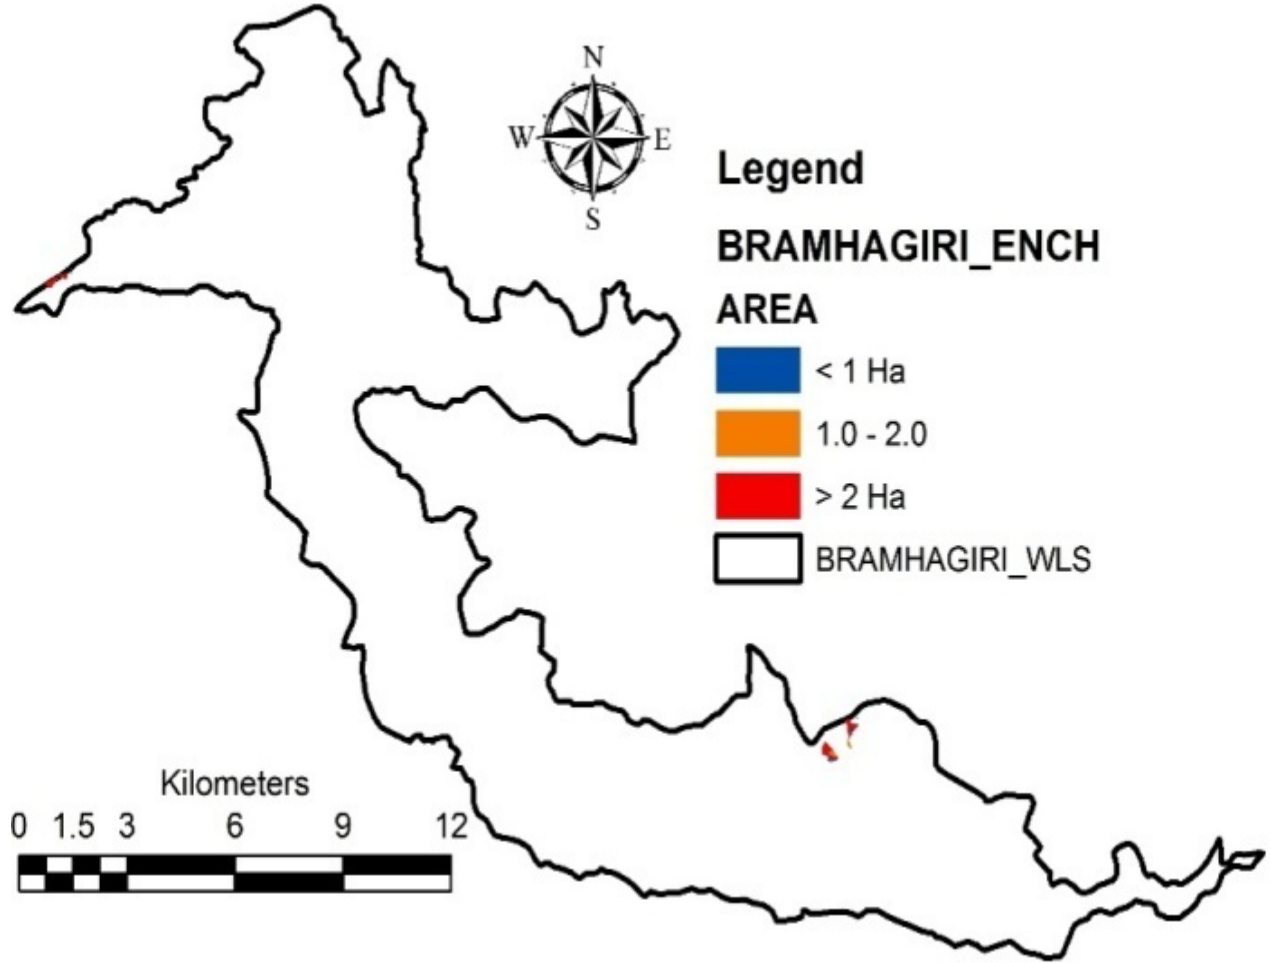 N
W E
S
Legend
BRAMHAGIRI_ENCH
AREA
< 1 Ha
1.0 - 2.0
> 2 Ha
BRAMHAGIRI_WLS
Kilometers
0 1.5 3 6 9 12